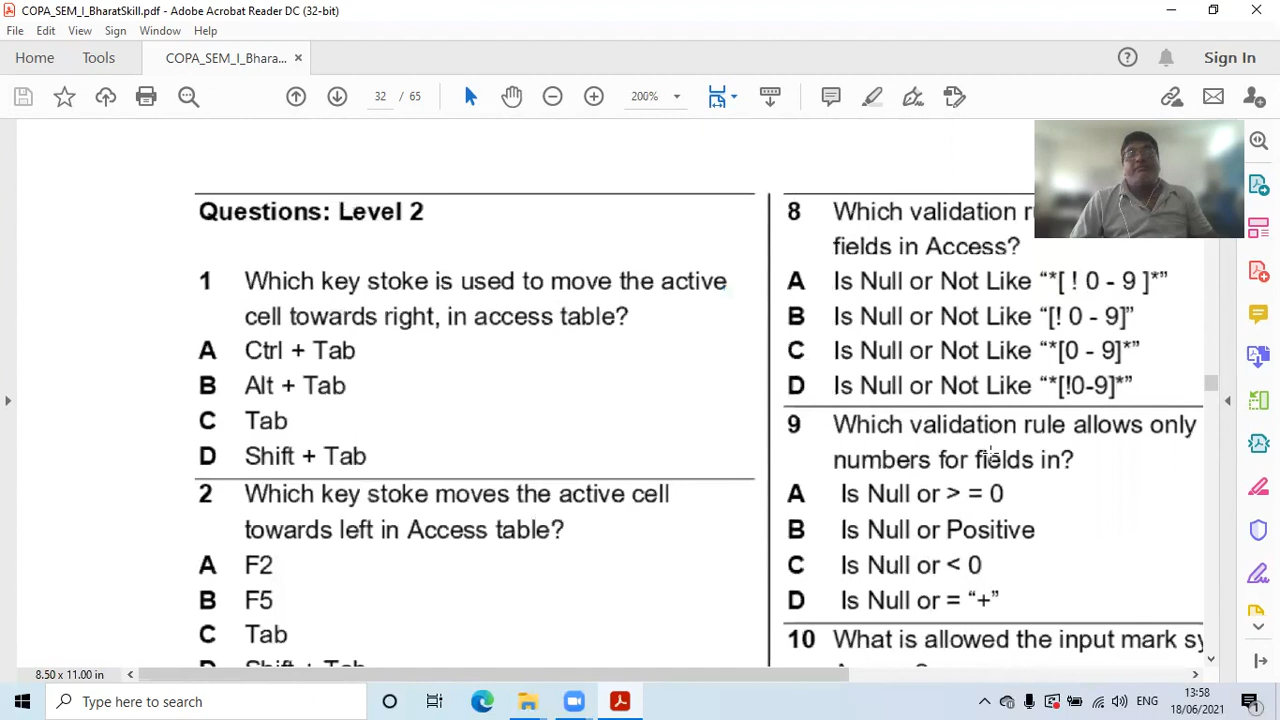 COPA_SEM_I_BharatSkill.pdf - Adobe Acrobat Reader DC (32-bit)
File Edit View Sign Window Help
Home Tools COPA_SEM_I_Bhara... × Sign In
32 / 65 200%
Questions: Level 2
1 Which key stoke is used to move the active
cell towards right, in access table?
A Ctrl + Tab
B Alt + Tab
C Tab
D Shift + Tab
2 Which key stoke moves the active cell
towards left in Access table?
A F2
B F5
C Tab
D Shift + Tab
8 Which validation
fields in Access?
A Is Null or Not Like “*[ ! 0 - 9 ]*”
B Is Null or Not Like “[! 0 - 9]”
C Is Null or Not Like “*[0 - 9]*”
D Is Null or Not Like “*[!0-9]*”
9 Which validation rule allows only
numbers for fields in?
A Is Null or > = 0
B Is Null or Positive
C Is Null or < 0
D Is Null or = “+”
10 What is allowed the input mark sy
8.50 x 11.00 in
Type here to search
ENG 13:58
18/06/2021